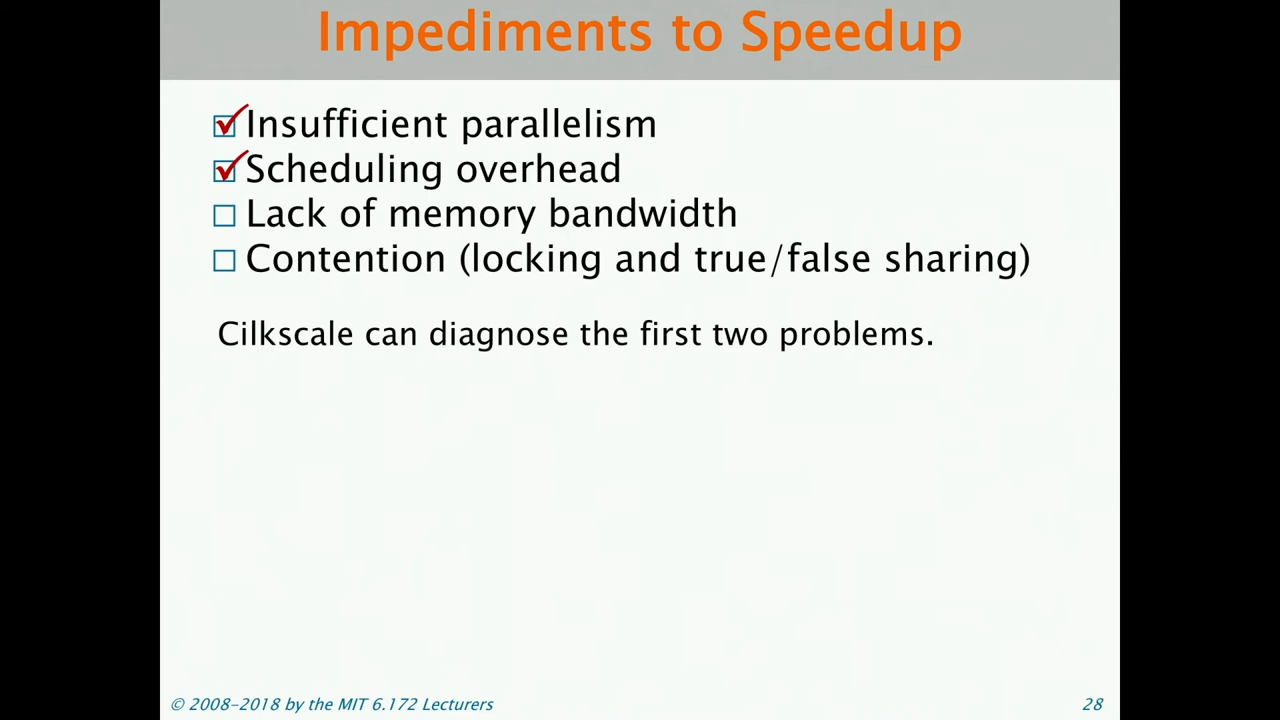 Impediments to Speedup
Insufficient parallelism
Scheduling overhead
Lack of memory bandwidth
Contention (locking and true/false sharing)
Cilkscale can diagnose the first two problems.
© 2008–2018 by the MIT 6.172 Lecturers
28